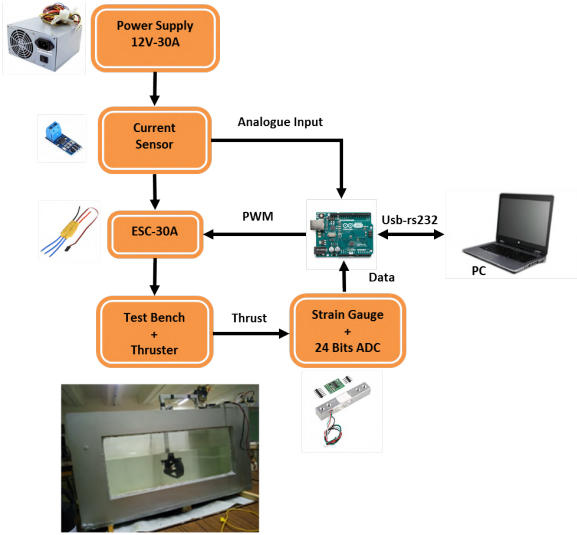 Power Supply
12V-30A
Current
Sensor
Analogue Input
ESC-30A
PWM
Usb-rs232
PC
Data
Test Bench
+
Thruster
Thrust
Strain Gauge
+
24 Bits ADC